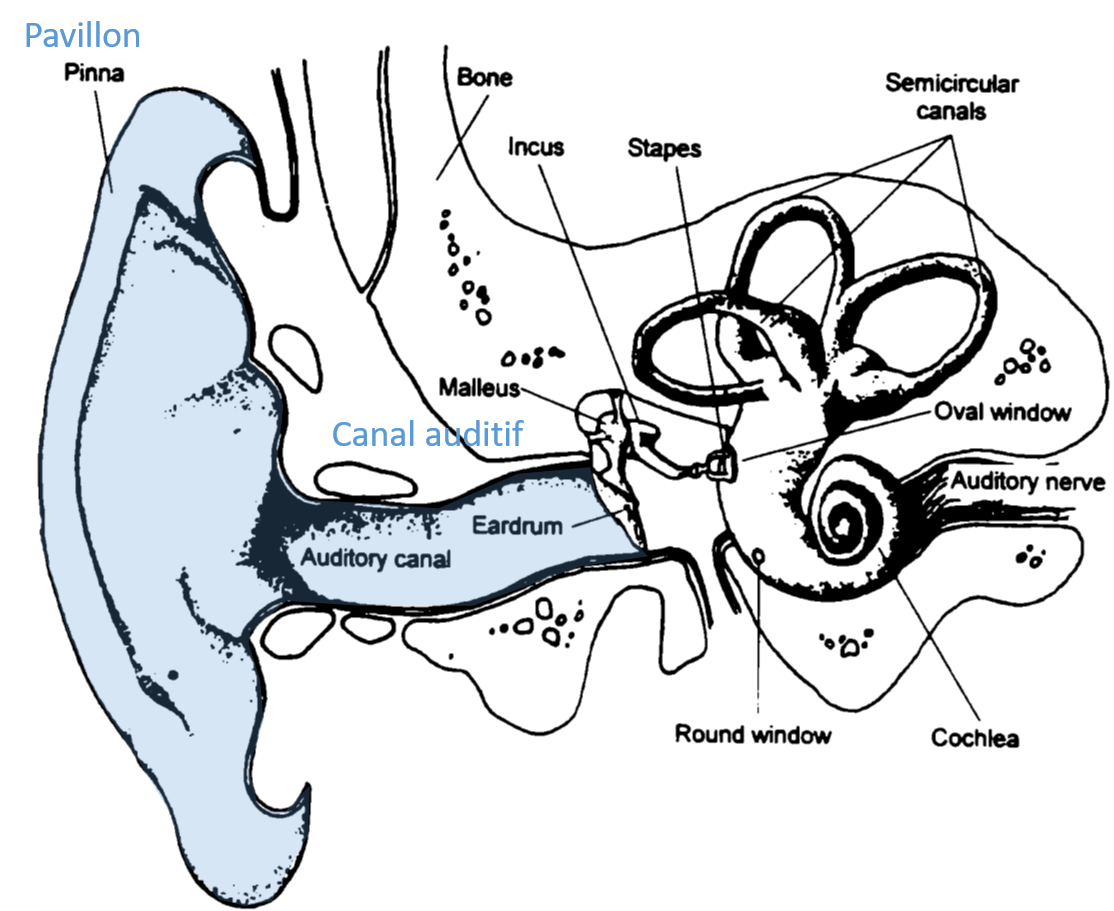 Pavillon
Pinna
Bone
Semicircular
canals
Incus
Stapes
Malleus
Canal auditif
Oval window
Auditory nerve
Eardrum
Auditory canal
Round window
Cochlea